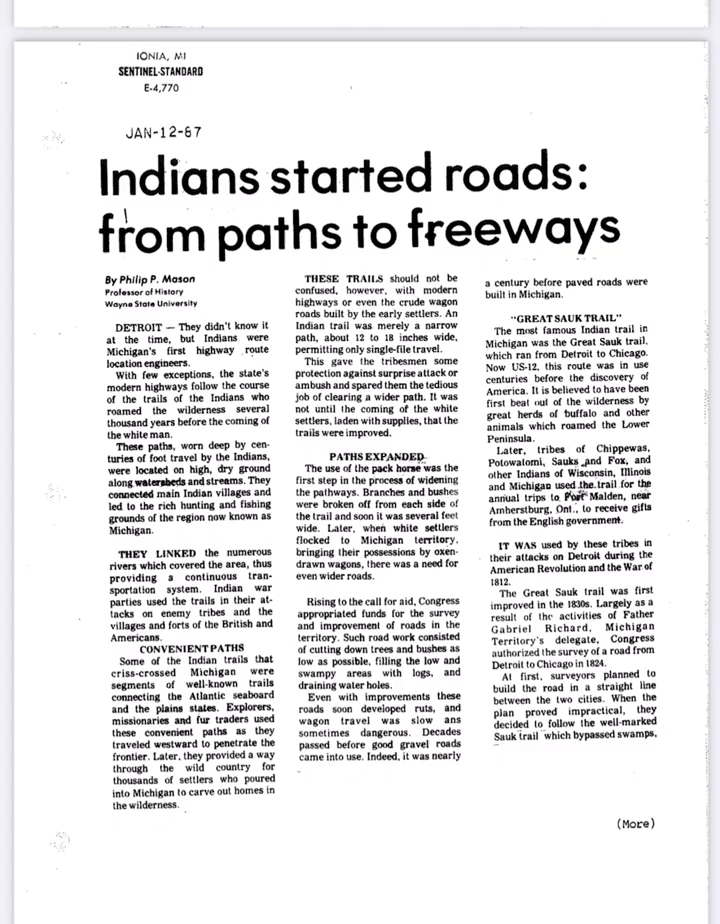 IONIA, MI
SENTINEL-STANDARD
E-4,770
JAN-12-67
Indians started roads:
from paths to freeways
By Philip P. Mason
Professor of History
Wayne State University
DETROIT — They didn't know it
at the time, but Indians were
Michigan's first highway route
location engineers.
With few exceptions, the state's
modern highways follow the course
of the trails of the Indians who
roamed the wilderness several
thousand years before the coming of
the white man.
These paths, worn deep by cen-
turies of foot travel by the Indians,
were located on high, dry ground
along watersheds and streams. They
connected main Indian villages and
led to the rich hunting and fishing
grounds of the region now known as
Michigan.
THEY LINKED the numerous
rivers which covered the area, thus
providing a continuous tran-
sportation system. Indian war
parties used the trails in their at-
tacks on enemy tribes and the
villages and forts of the British and
Americans.
CONVENIENT PATHS
Some of the Indian trails that
criss-crossed Michigan were
segments of well-known trails
connecting the Atlantic seaboard
and the plains states. Explorers,
missionaries and fur traders used
these convenient paths as they
traveled westward to penetrate the
frontier. Later, they provided a way
through the wild country for
thousands of settlers who poured
into Michigan to carve out homes in
the wilderness.
THESE TRAILS should not be
confused, however, with modern
highways or even the crude wagon
roads built by the early settlers. An
Indian trail was merely a narrow
path, about 12 to 18 inches wide,
permitting only single-file travel.
This gave the tribesmen some
protection against surprise attack or
ambush and spared them the tedious
job of clearing a wider path. It was
not until the coming of the white
settlers, laden with supplies, that the
trails were improved.
PATHS EXPANDED
The use of the pack horse was the
first step in the process of widening
the pathways. Branches and bushes
were broken off from each side of
the trail and soon it was several feet
wide. Later, when white settlers
flocked to Michigan territory,
bringing their possessions by oxen-
drawn wagons, there was a need for
even wider roads.
Rising to the call for aid, Congress
appropriated funds for the survey
and improvement of roads in the
territory. Such road work consisted
of cutting down trees and bushes as
low as possible, filling the low and
swampy areas with logs, and
draining water holes.
Even with improvements these
roads soon developed ruts, and
wagon travel was slow ans
sometimes dangerous. Decades
passed before good gravel roads
came into use. Indeed, it was nearly
a century before paved roads were
built in Michigan.
"GREAT SAUK TRAIL"
The most famous Indian trail in
Michigan was the Great Sauk trail,
which ran from Detroit to Chicago.
Now US-12, this route was in use
centuries before the discovery of
America. It is believed to have been
first beat out of the wilderness by
great herds of buffalo and other
animals which roamed the Lower
Peninsula.
Later, tribes of Chippewas,
Potowatomi, Sauks and Fox, and
other Indians of Wisconsin, Illinois
and Michigan used the trail for the
annual trips to Malden, near
Amherstburg, Ont., to receive gifts
from the English government.
IT WAS used by these tribes in
their attacks on Detroit during the
American Revolution and the War of
1812.
The Great Sauk trail was first
improved in the 1830s. Largely as a
result of the activities of Father
Gabriel Richard, Michigan
Territory's delegate, Congress
authorized the survey of a road from
Detroit to Chicago in 1824.
At first, surveyors planned to
build the road in a straight line
between the two cities. When the
plan proved impractical, they
decided to follow the well-marked
Sauk trail which bypassed swamps,
(More)